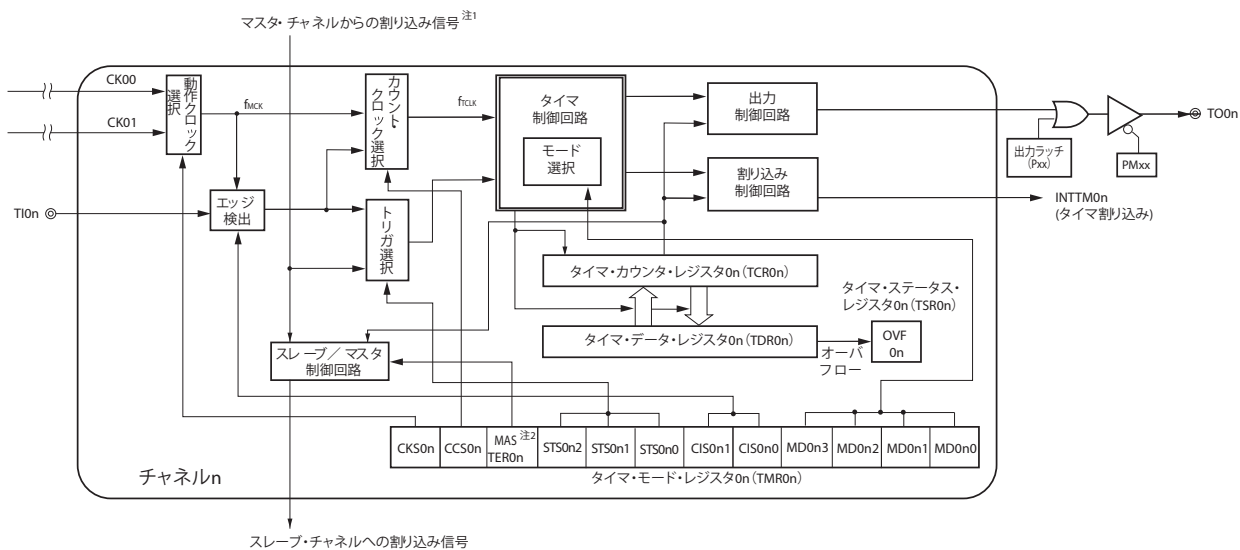 マスタ・チャネルからの割り込み信号注1
CK00
CK01
動作クロック
選択
fMCK
カウント・
クロック選択
fTCLK
タイマ
制御回路
モード
選択
出力
制御回路
割り込み
制御回路
出力ラッチ
(Pxx)
PMxx
TO0n
INTTM0n
(タイマ割り込み)
TI0n
エッジ
検出
トリガ選択
タイマ・カウンタ・レジスタ0n(TCR0n)
タイマ・データ・レジスタ0n(TDR0n)
タイマ・ステータス・
レジスタ0n(TSR0n)
OVF
0n
オーバ
フロー
スレーブ/マスタ
制御回路
CKS0n
CCS0n
MAS注2
TER0n
STS0n2
STS0n1
STS0n0
CIS0n1
CIS0n0
MD0n3
MD0n2
MD0n1
MD0n0
タイマ・モード・レジスタ0n(TMR0n)
チャネルn
スレーブ・チャネルへの割り込み信号